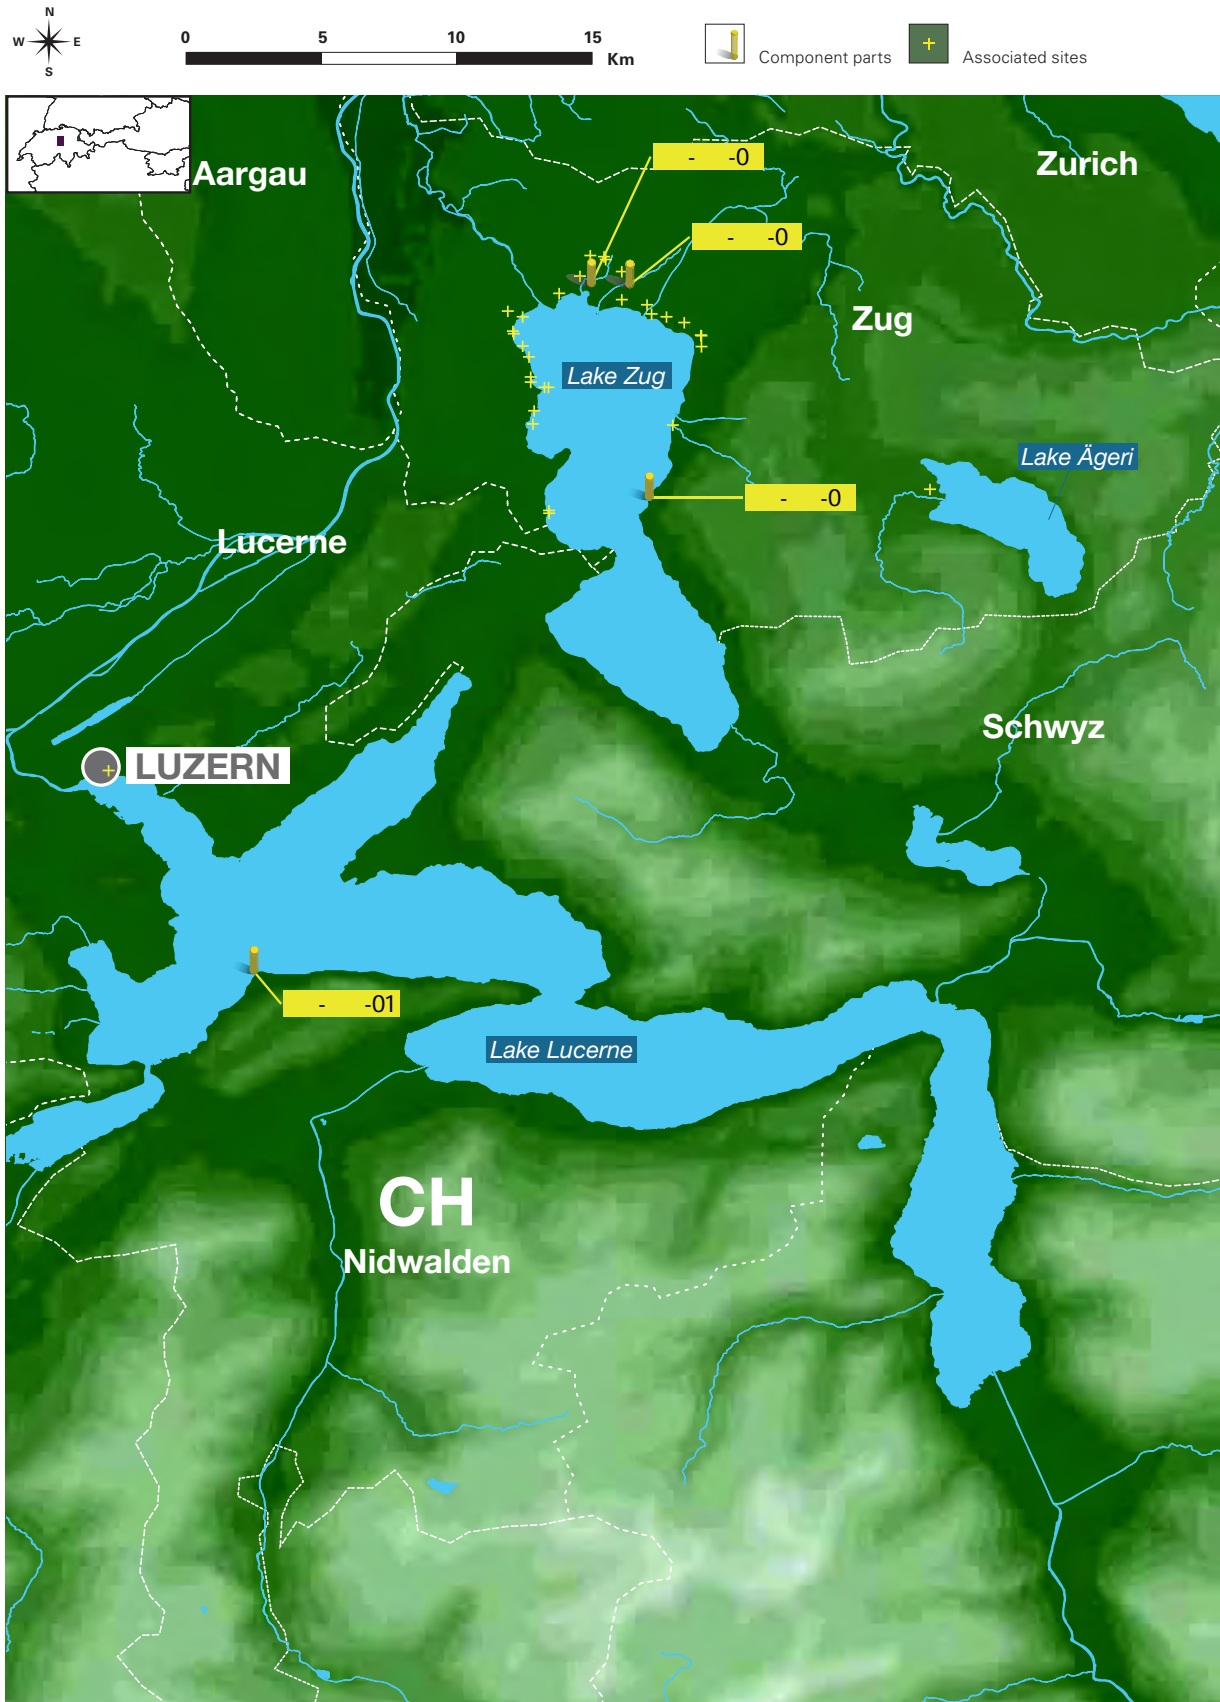 N
W E
S
0 5 10 15
Km
Component parts
Associated sites
Aargau
Zurich
- -0
- -0
Zug
Lake Zug
Lake Ägeri
- -0
Lucerne
Schwyz
LUZERN
- -01
Lake Lucerne
CH
Nidwalden